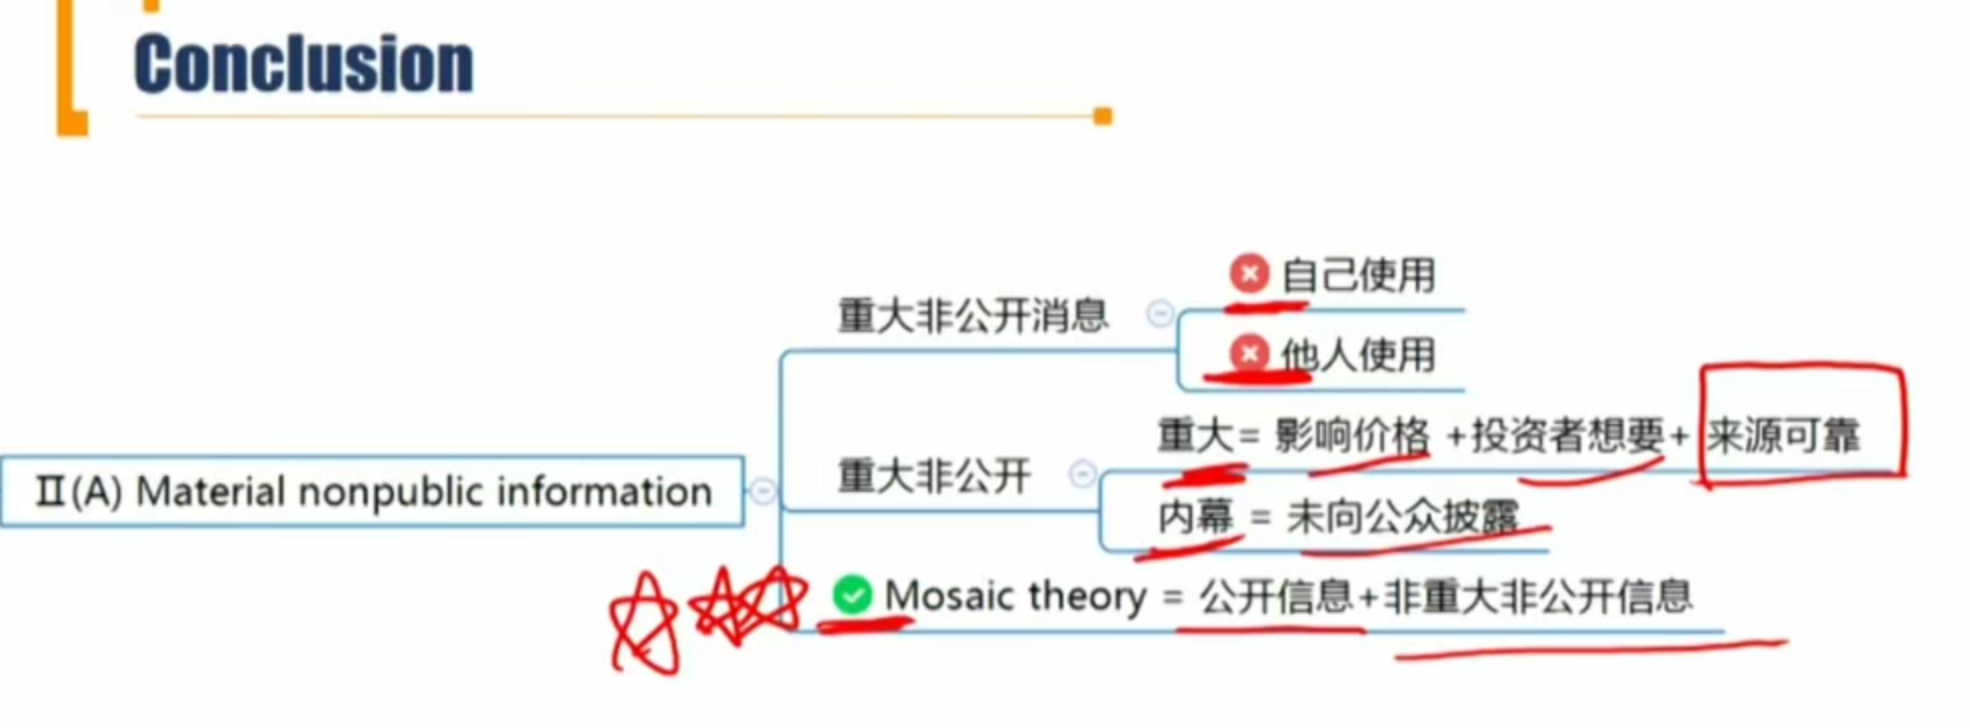 Conclusion
重大非公开消息
自己使用
他人使用
II(A) Material nonpublic information
重大非公开
重大= 影响价格 +投资者想要+ 来源可靠
内幕 = 未向公众披露
Mosaic theory = 公开信息+非重大非公开信息